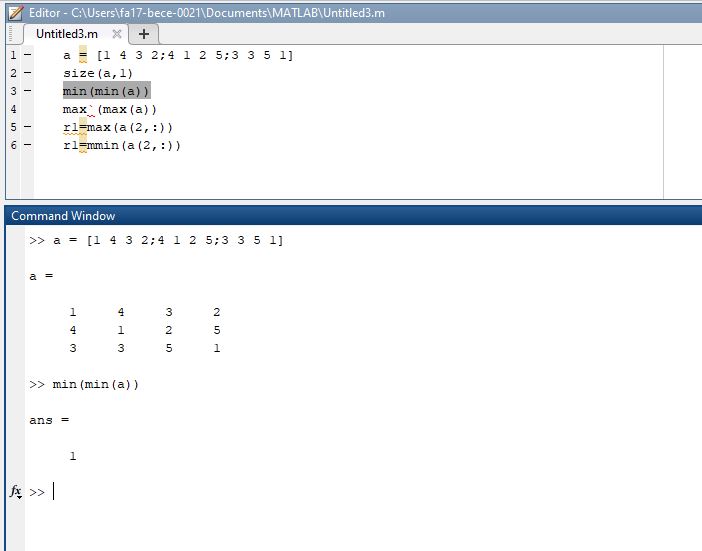 Editor - C:\Users\fa17-bece-0021\Documents\MATLAB\Untitled3.m
Untitled3.m × +
1 - a = [1 4 3 2;4 1 2 5;3 3 5 1]
2 - size(a,1)
3 - min(min(a))
4 max`(max(a))
5 - r1=max(a(2,:))
6 - r1=mmin(a(2,:))
Command Window
>> a = [1 4 3 2;4 1 2 5;3 3 5 1]
a =
1 4 3 2
4 1 2 5
3 3 5 1
>> min(min(a))
ans =
1
fx >>